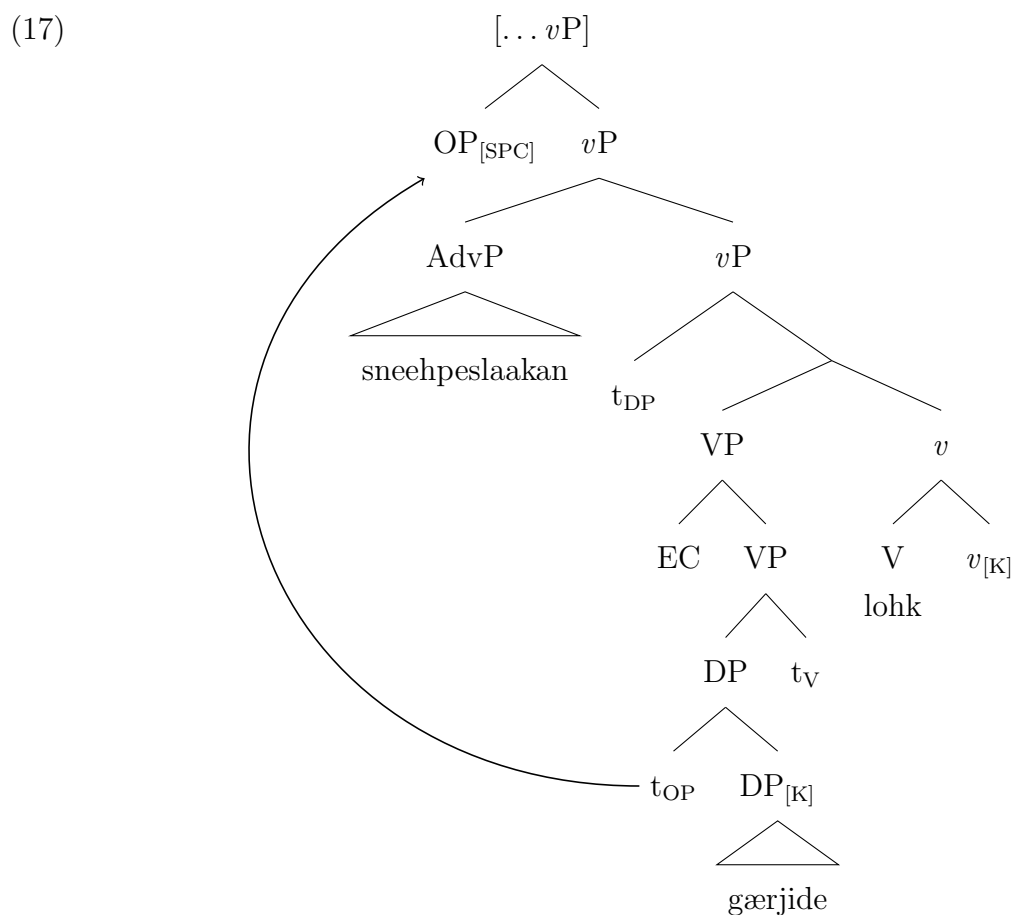 (17) [… vP]
OP[SPC] vP
AdvP vP
sneehpeslaakan
tDP
VP v
EC VP V v[K]
lohk
DP tV
tOP DP[K]
gærjide